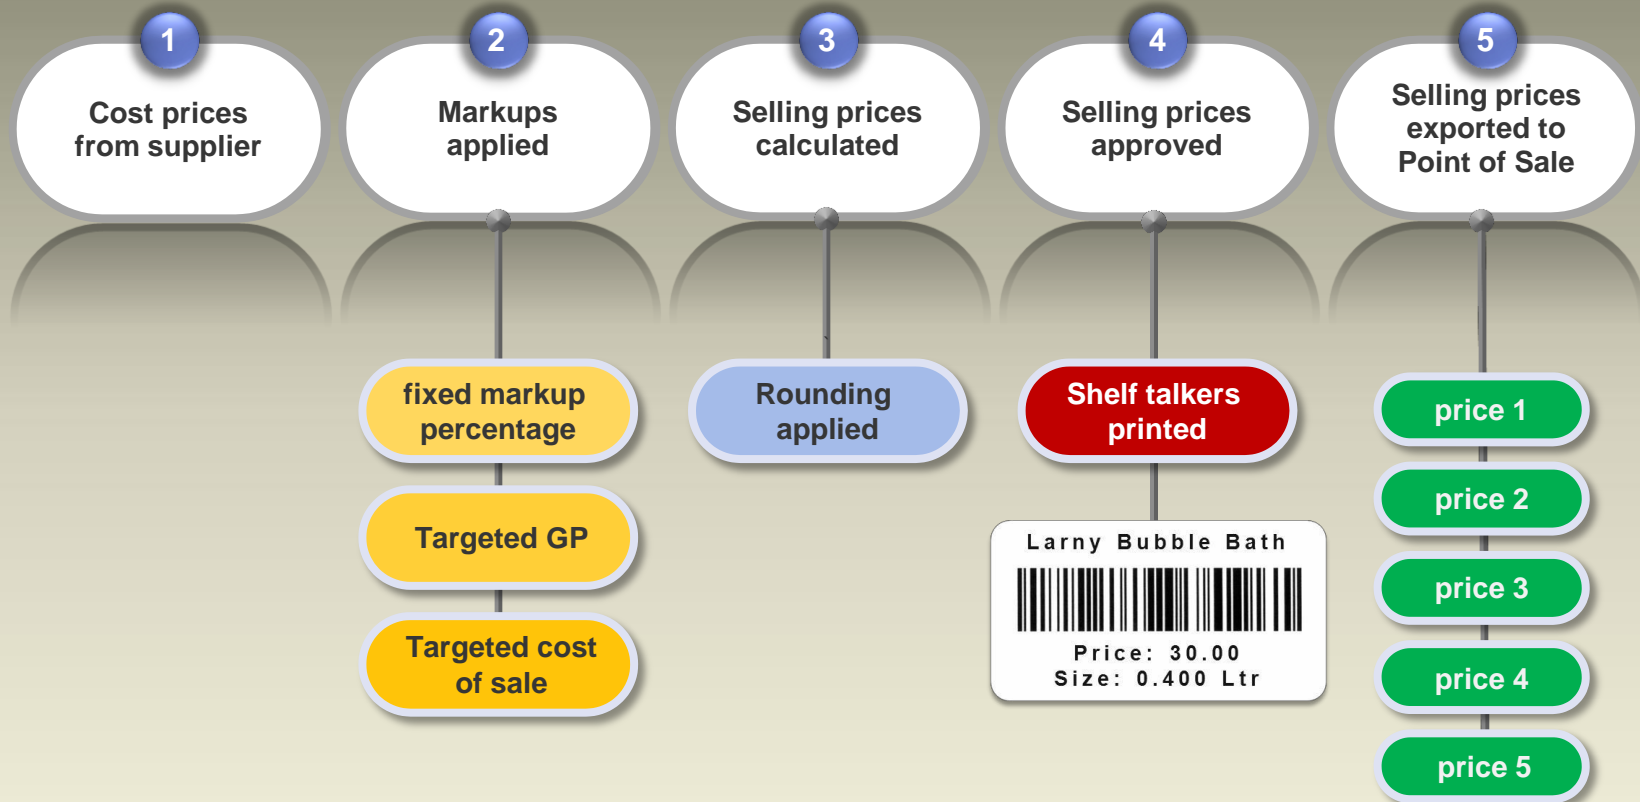 1
Cost prices
from supplier
2
Markups
applied
fixed markup
percentage
Targeted GP
Targeted cost
of sale
3
Selling prices
calculated
Rounding
applied
4
Selling prices
approved
Shelf talkers
printed
Larny Bubble Bath
Price: 30.00
Size: 0.400 Ltr
5
Selling prices
exported to
Point of Sale
price 1
price 2
price 3
price 4
price 5